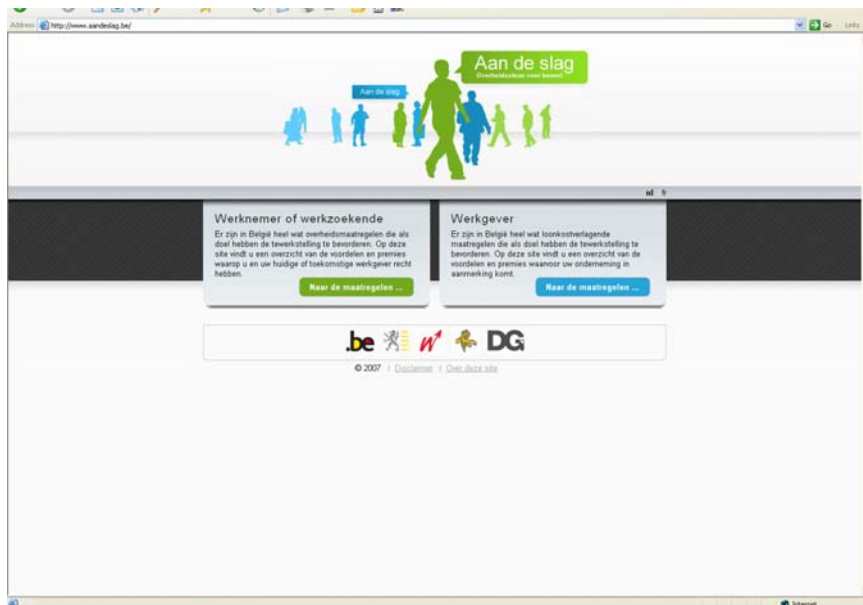 Address http://www.aandeslag.be/ Go Links
Aan de slag
Aan de slag
nl fr
Werknemer of werkzoekende
Er zijn in België heel wat overheidsmaatregelen die als
doel hebben de tewerkstelling te bevorderen. Op deze
site vindt u een overzicht van de voordelen en premies
waarop u en uw huidige of toekomstige werkgever recht
hebben.
Naar de maatregelen ...
Werkgever
Er zijn in België heel wat loonkostverlagende
maatregelen die als doel hebben de tewerkstelling te
bevorderen. Op deze site vindt u een overzicht van de
voordelen en premies waarvoor uw onderneming in
aanmerking komt.
Naar de maatregelen ...
.be W DG
© 2007 | Disclaimer | Over deze site
Internet